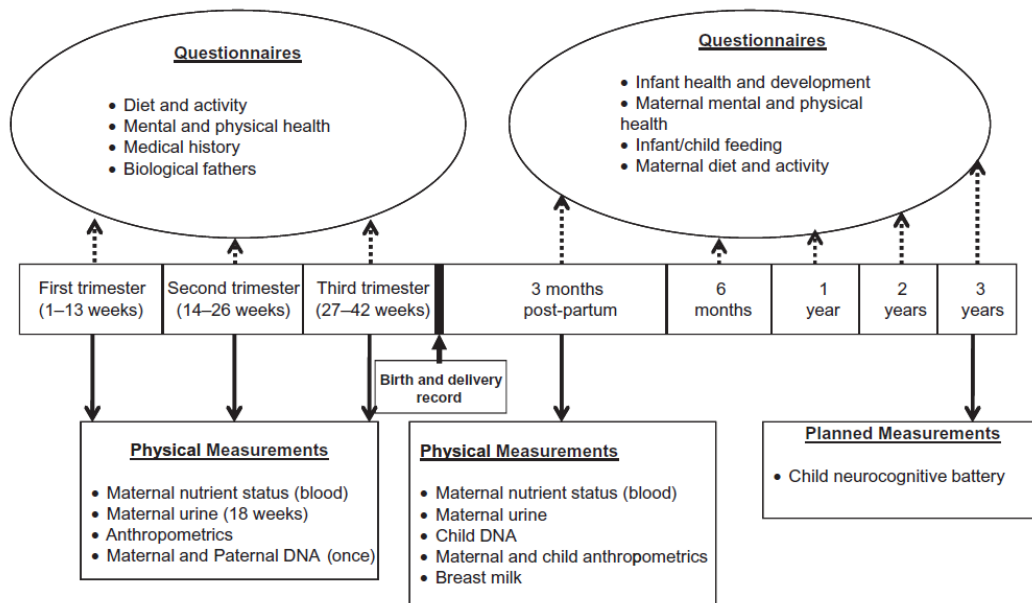 Questionnaires
• Diet and activity
• Mental and physical health
• Medical history
• Biological fathers
Questionnaires
• Infant health and development
• Maternal mental and physical
health
• Infant/child feeding
• Maternal diet and activity
First trimester
(1–13 weeks)
Second trimester
(14–26 weeks)
Third trimester
(27–42 weeks)
3 months
post-partum
6
months
1
year
2
years
3
years
Birth and delivery
record
Physical Measurements
• Maternal nutrient status (blood)
• Maternal urine (18 weeks)
• Anthropometrics
• Maternal and Paternal DNA (once)
Physical Measurements
• Maternal nutrient status (blood)
• Maternal urine
• Child DNA
• Maternal and child anthropometrics
• Breast milk
Planned Measurements
• Child neurocognitive battery